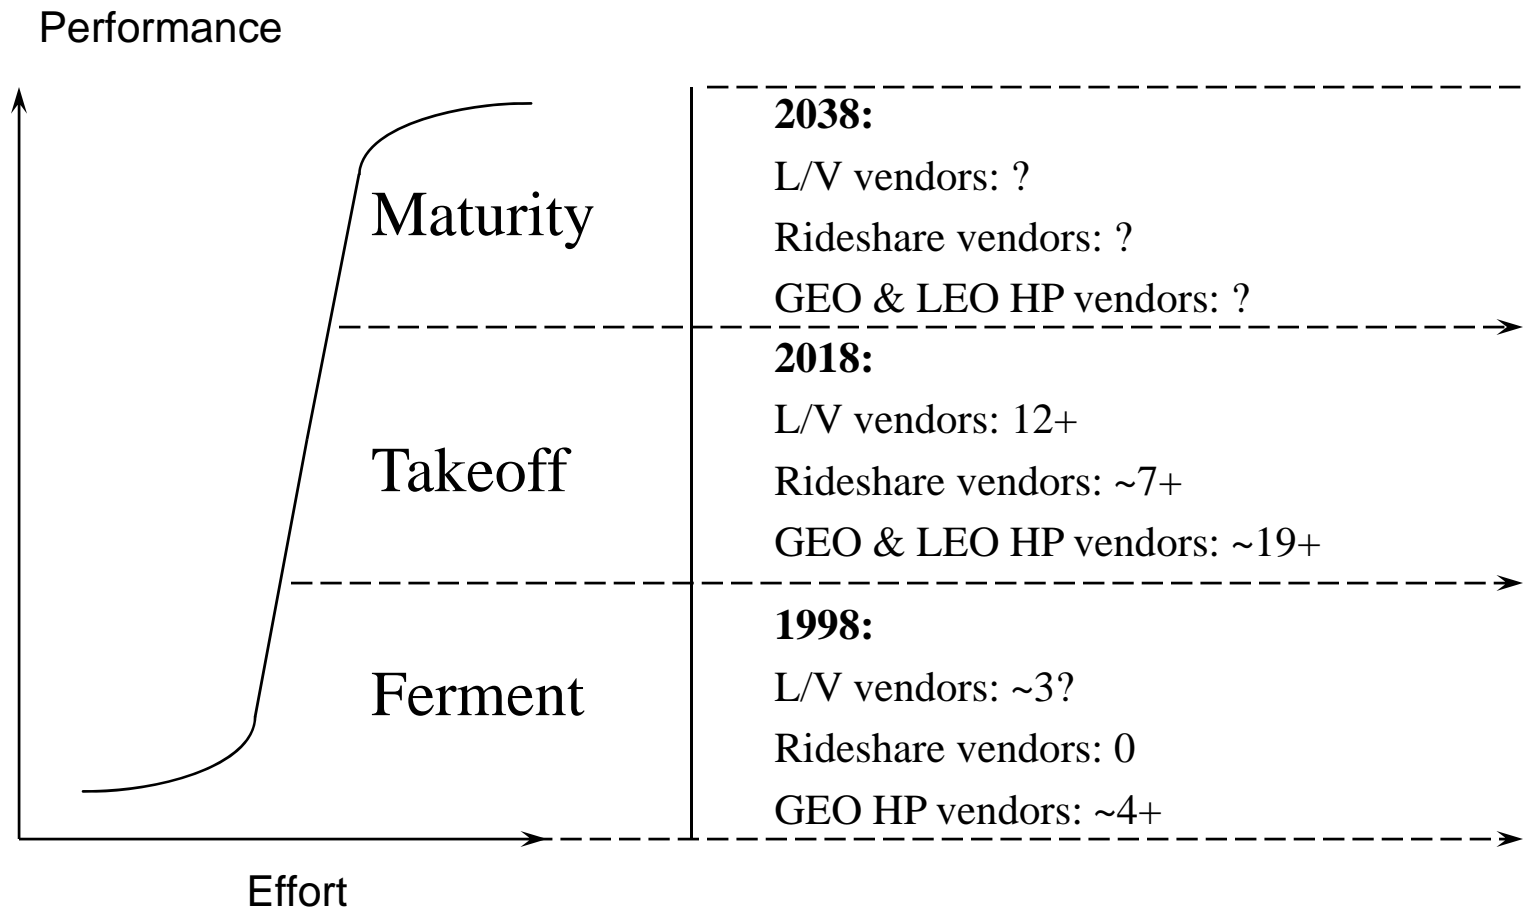 Performance
Maturity
2038:
L/V vendors: ?
Rideshare vendors: ?
GEO & LEO HP vendors: ?
Takeoff
2018:
L/V vendors: 12+
Rideshare vendors: ~7+
GEO & LEO HP vendors: ~19+
Ferment
1998:
L/V vendors: ~3?
Rideshare vendors: 0
GEO HP vendors: ~4+
Effort